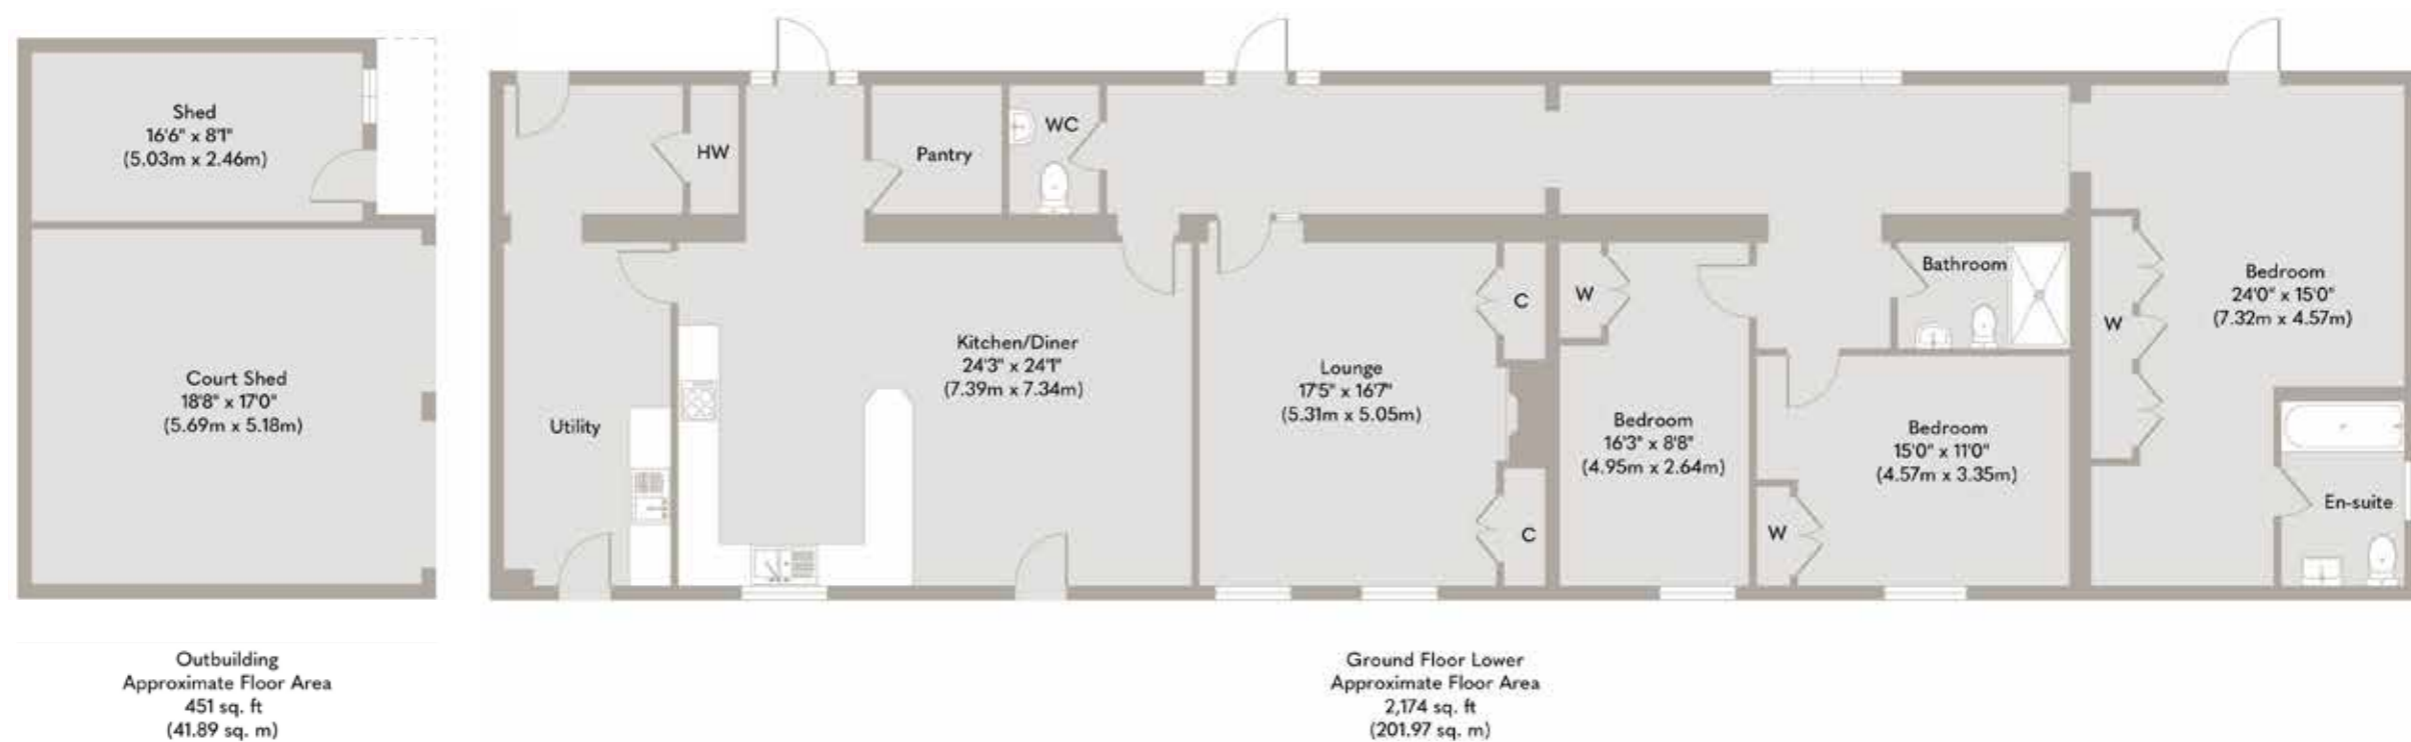 Shed
16'6" x 8'1"
(5.03m x 2.46m)
Court Shed
18'8" x 17'0"
(5.69m x 5.18m)
Outbuilding
Approximate Floor Area
451 sq. ft
(41.89 sq. m)
HW
Pantry
WC
Utility
Kitchen/Diner
24'3" x 24'1"
(7.39m x 7.34m)
Lounge
17'5" x 16'7"
(5.31m x 5.05m)
C
C
W
Bedroom
16'3" x 8'8"
(4.95m x 2.64m)
Bathroom
Bedroom
15'0" x 11'0"
(4.57m x 3.35m)
W
W
Bedroom
24'0" x 15'0"
(7.32m x 4.57m)
En-suite
Ground Floor Lower
Approximate Floor Area
2,174 sq. ft
(201.97 sq. m)